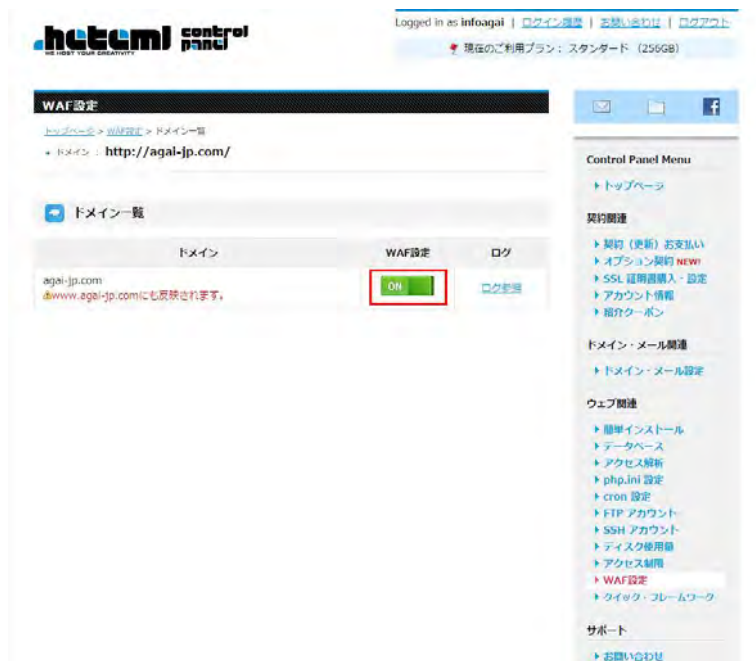 Logged in as infoagai | ログイン履歴 | お問い合わせ | ログアウト
.heteml control panel
WE HOST YOUR CREATIVITY
現在のご利用プラン： スタンダード （256GB）
WAF設定
トップページ > WAF設定 > ドメイン一覧
ドメイン ： http://agai-jp.com/
ドメイン一覧
ドメイン WAF設定 ログ
agai-jp.com
www.agai-jp.comにも反映されます。
ON
ログ参照
Control Panel Menu
トップページ
契約関連
契約（更新）お支払い
オプション契約 NEW!
SSL 証明書購入・設定
アカウント情報
紹介クーポン
ドメイン・メール関連
ドメイン・メール設定
ウェブ関連
簡単インストール
データベース
アクセス解析
php.ini 設定
cron 設定
FTP アカウント
SSH アカウント
ディスク使用量
アクセス制限
WAF設定
クイック・フレームワーク
サポート
お問い合わせ